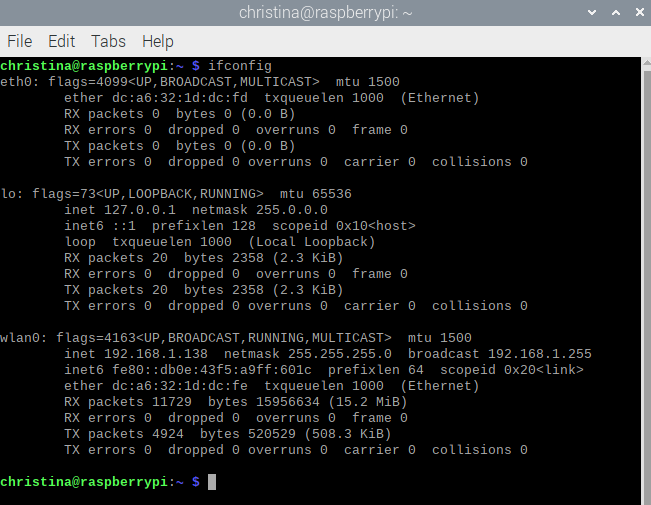 christina@raspberrypi: ~
File Edit Tabs Help
christina@raspberrypi:~ $ ifconfig
eth0: flags=4099<UP,BROADCAST,MULTICAST>  mtu 1500
        ether dc:a6:32:1d:dc:fd  txqueuelen 1000  (Ethernet)
        RX packets 0  bytes 0 (0.0 B)
        RX errors 0  dropped 0  overruns 0  frame 0
        TX packets 0  bytes 0 (0.0 B)
        TX errors 0  dropped 0 overruns 0  carrier 0  collisions 0
lo: flags=73<UP,LOOPBACK,RUNNING>  mtu 65536
        inet 127.0.0.1  netmask 255.0.0.0
        inet6 ::1  prefixlen 128  scopeid 0x10<host>
        loop  txqueuelen 1000  (Local Loopback)
        RX packets 20  bytes 2358 (2.3 KiB)
        RX errors 0  dropped 0  overruns 0  frame 0
        TX packets 20  bytes 2358 (2.3 KiB)
        TX errors 0  dropped 0 overruns 0  carrier 0  collisions 0
wlan0: flags=4163<UP,BROADCAST,RUNNING,MULTICAST>  mtu 1500
        inet 192.168.1.138  netmask 255.255.255.0  broadcast 192.168.1.255
        inet6 fe80::db0e:43f5:a9ff:601c  prefixlen 64  scopeid 0x20<link>
        ether dc:a6:32:1d:dc:fe  txqueuelen 1000  (Ethernet)
        RX packets 11729  bytes 15956634 (15.2 MiB)
        RX errors 0  dropped 0  overruns 0  frame 0
        TX packets 4924  bytes 520529 (508.3 KiB)
        TX errors 0  dropped 0 overruns 0  carrier 0  collisions 0
christina@raspberrypi:~ $